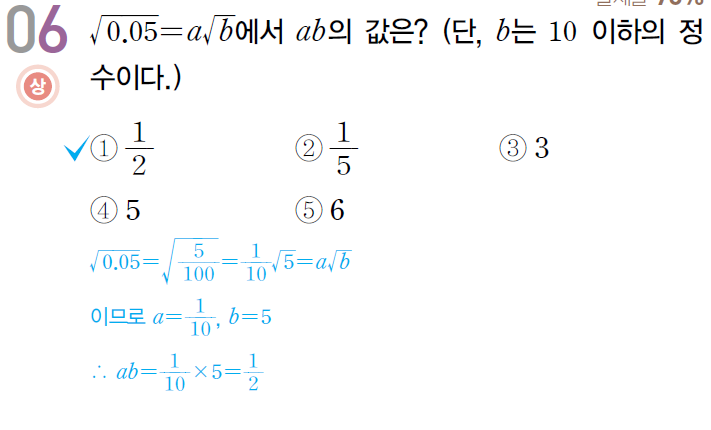 06 √0.05=a√b에서 ab의 값은? (단, b는 10 이하의 정
상 수이다.)
① 1/2 ② 1/5 ③ 3
④ 5 ⑤ 6
√0.05=√(5/100)=1/10√5=a√b
이므로 a=1/10, b=5
∴ ab=1/10×5=1/2